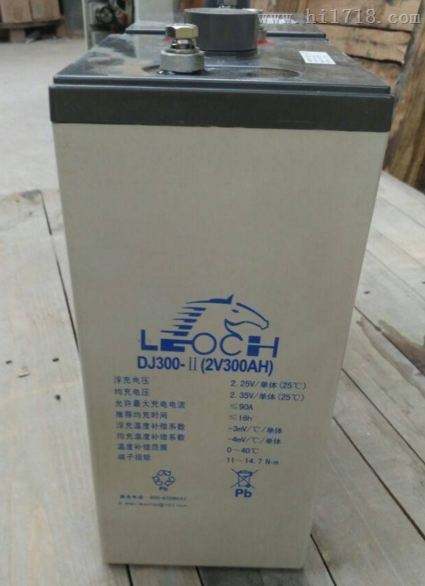 www.hi1718.com
LEOCH
DJ300-II(2V300AH)
浮充电压 2.25V/单体(25℃)
均充电压 2.35V/单体(25℃)
允许最大充电电流 ≤90A
推荐均充时间 ≤16h
浮充温度补偿系数 -3mV/℃/单体
均充温度补偿系数 -4mV/℃/单体
温度补偿范围 0~40℃
端子扭矩 11~14.7 N·m
Pb
Pb